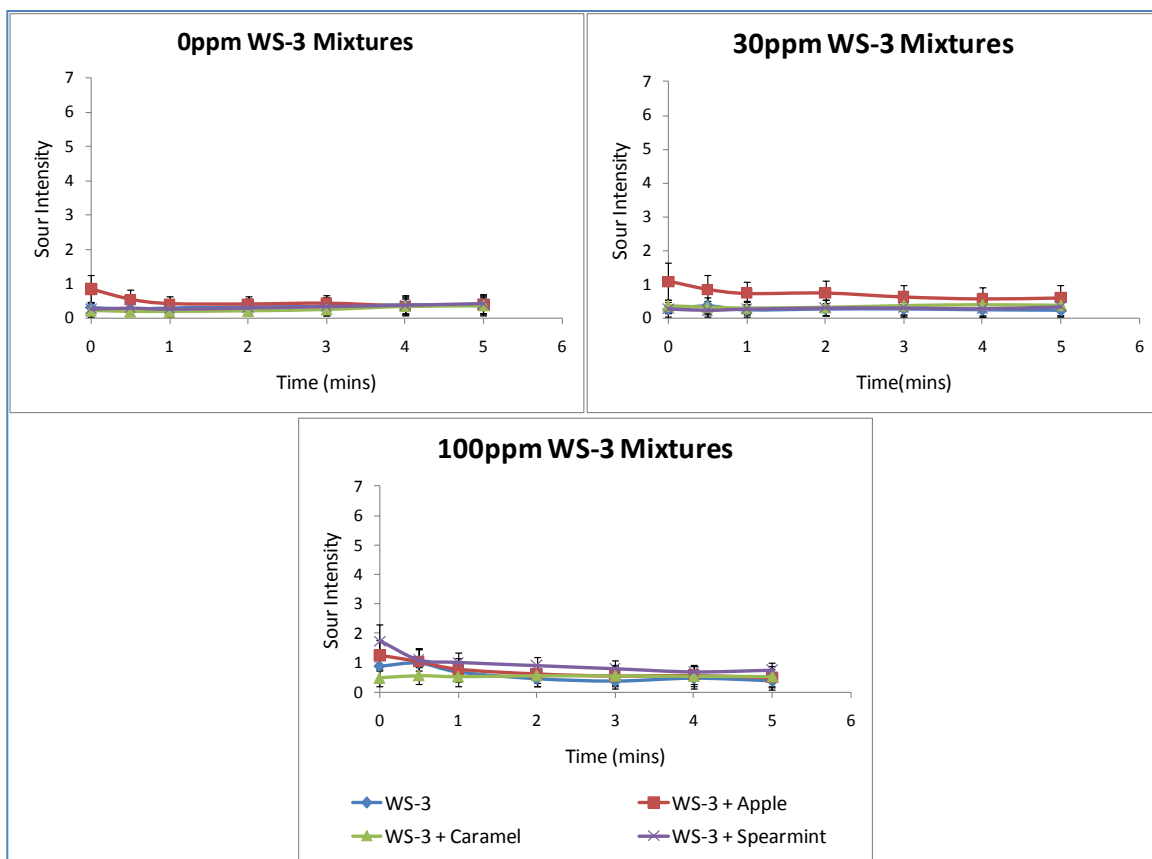 0ppm WS-3 Mixtures
7
6
5
4
3
2
1
0
Sour Intensity
0 1 2 3 4 5 6
Time (mins)
30ppm WS-3 Mixtures
7
6
5
4
3
2
1
0
Sour Intensity
0 1 2 3 4 5 6
Time(mins)
100ppm WS-3 Mixtures
7
6
5
4
3
2
1
0
Sour Intensity
0 1 2 3 4 5 6
Time (mins)
WS-3 WS-3 + Apple
WS-3 + Caramel WS-3 + Spearmint